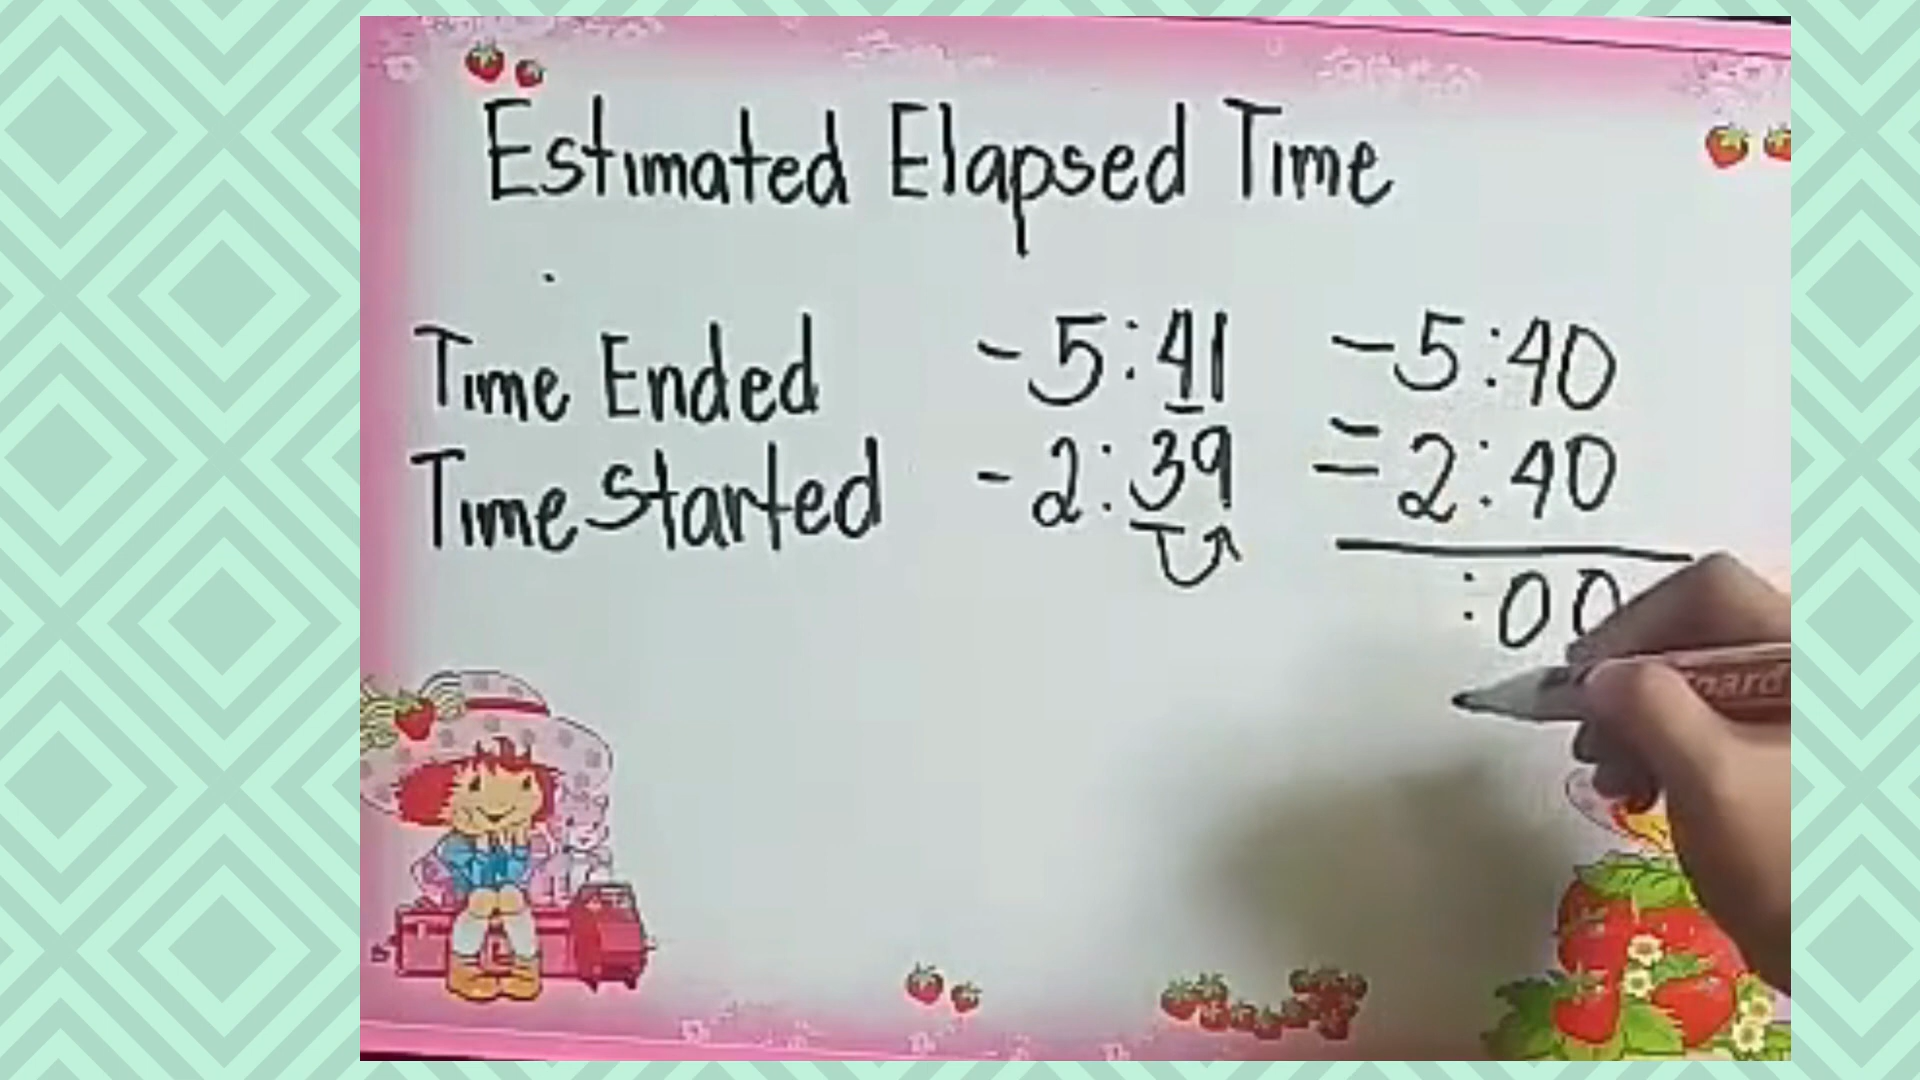 Estimated Elapsed Time
Time Ended - 5:41 - 5:40
Time Started - 2:39 = 2:40
:00